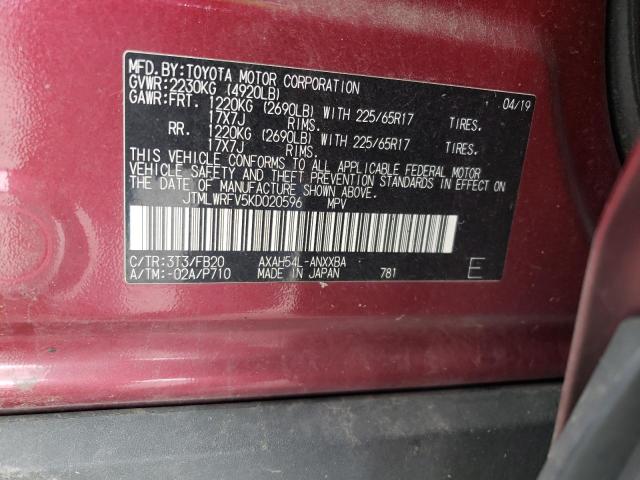 MFD.BY:TOYOTA MOTOR CORPORATION 04/19
GVWR:2230KG (4920LB)
GAWR:FRT. 1220KG (2690LB) WITH 225/65R17 TIRES.
17X7J RIMS.
RR. 1220KG (2690LB) WITH 225/65R17 TIRES.
17X7J RIMS.
THIS VEHICLE CONFORMS TO ALL APPLICABLE FEDERAL MOTOR
VEHICLE SAFETY AND THEFT PREVENTION STANDARDS IN EFFECT ON
THE DATE OF MANUFACTURE SHOWN ABOVE.
JTMLWRFV5KD020596 MPV
C/TR:3T3/FB20 AXAH54L-ANXXBA
A/TM:-02A/P710 MADE IN JAPAN 781 E